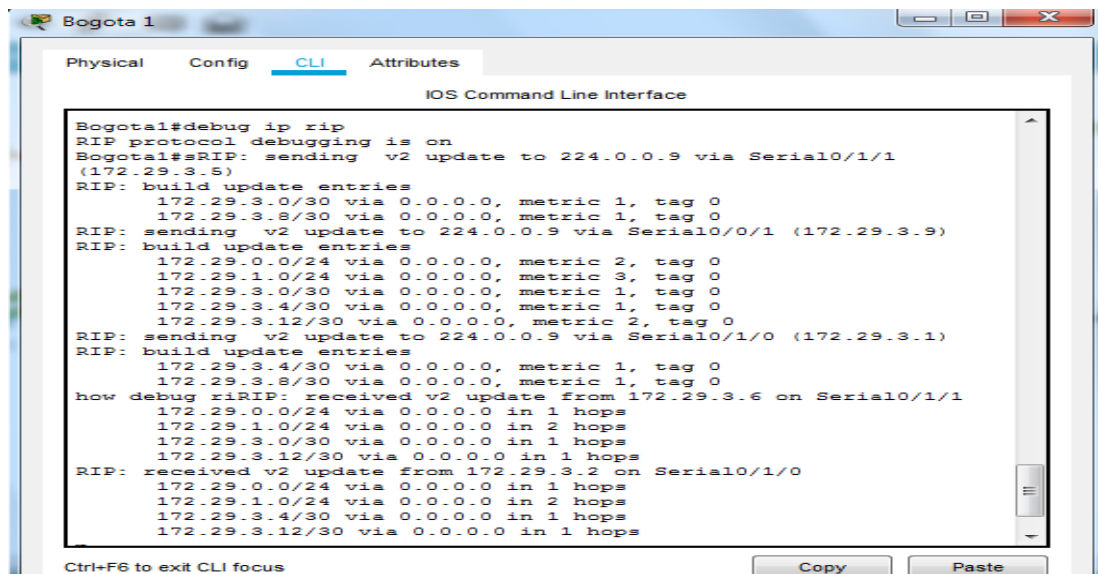 Bogota 1
Physical Config CLI Attributes
IOS Command Line Interface
Bogota1#debug ip rip
RIP protocol debugging is on
Bogota1#sRIP: sending  v2 update to 224.0.0.9 via Serial0/1/1
(172.29.3.5)
RIP: build update entries
172.29.3.0/30 via 0.0.0.0, metric 1, tag 0
172.29.3.8/30 via 0.0.0.0, metric 1, tag 0
RIP: sending  v2 update to 224.0.0.9 via Serial0/0/1 (172.29.3.9)
RIP: build update entries
172.29.0.0/24 via 0.0.0.0, metric 2, tag 0
172.29.1.0/24 via 0.0.0.0, metric 3, tag 0
172.29.3.0/30 via 0.0.0.0, metric 1, tag 0
172.29.3.4/30 via 0.0.0.0, metric 1, tag 0
172.29.3.12/30 via 0.0.0.0, metric 2, tag 0
RIP: sending  v2 update to 224.0.0.9 via Serial0/1/0 (172.29.3.1)
RIP: build update entries
172.29.3.4/30 via 0.0.0.0, metric 1, tag 0
172.29.3.8/30 via 0.0.0.0, metric 1, tag 0
how debug riRIP: received v2 update from 172.29.3.6 on Serial0/1/1
172.29.0.0/24 via 0.0.0.0 in 1 hops
172.29.1.0/24 via 0.0.0.0 in 2 hops
172.29.3.0/30 via 0.0.0.0 in 1 hops
172.29.3.12/30 via 0.0.0.0 in 1 hops
RIP: received v2 update from 172.29.3.2 on Serial0/1/0
172.29.0.0/24 via 0.0.0.0 in 1 hops
172.29.1.0/24 via 0.0.0.0 in 2 hops
172.29.3.4/30 via 0.0.0.0 in 1 hops
172.29.3.12/30 via 0.0.0.0 in 1 hops
Ctrl+F6 to exit CLI focus
Copy Paste